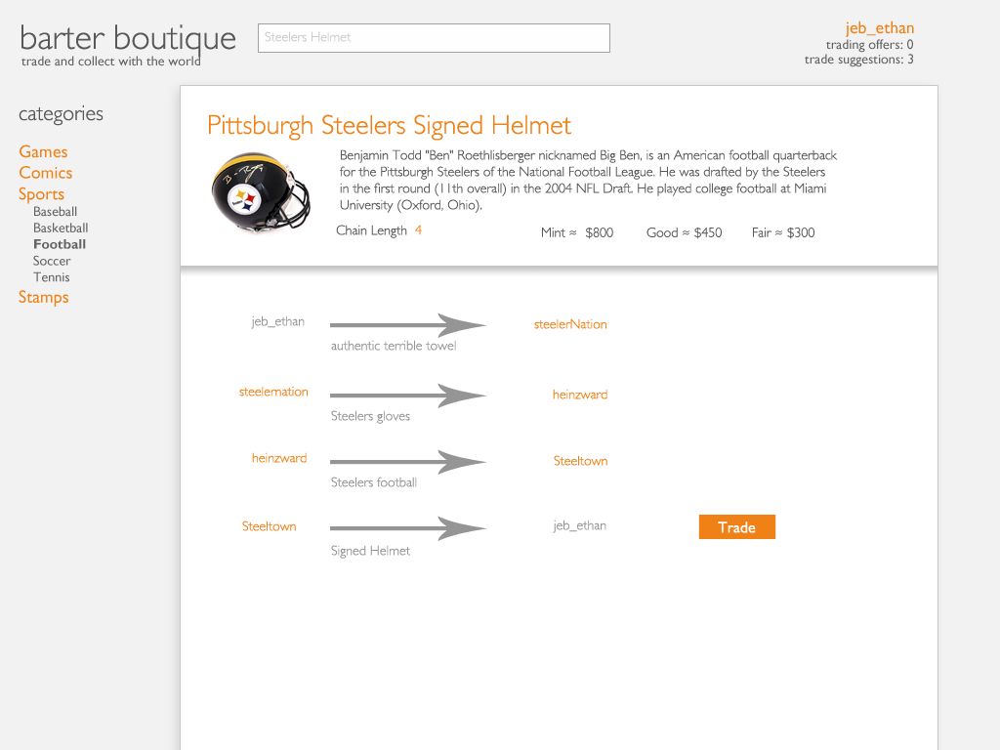 barter boutique
trade and collect with the world
Steelers Helmet
jeb_ethan
trading offers: 0
trade suggestions: 3
categories
Games
Comics
Sports
Baseball
Basketball
Football
Soccer
Tennis
Stamps
Pittsburgh Steelers Signed Helmet
Benjamin Todd "Ben" Roethlisberger nicknamed Big Ben, is an American football quarterback
for the Pittsburgh Steelers of the National Football League. He was drafted by the Steelers
in the first round (11th overall) in the 2004 NFL Draft. He played college football at Miami
University (Oxford, Ohio).
Chain Length 4
Mint ≈ $800 Good ≈ $450 Fair ≈ $300
jeb_ethan steelerNation
authentic terrible towel
steelernation heinzward
Steelers gloves
heinzward Steeltown
Steelers football
Steeltown jeb_ethan Trade
Signed Helmet